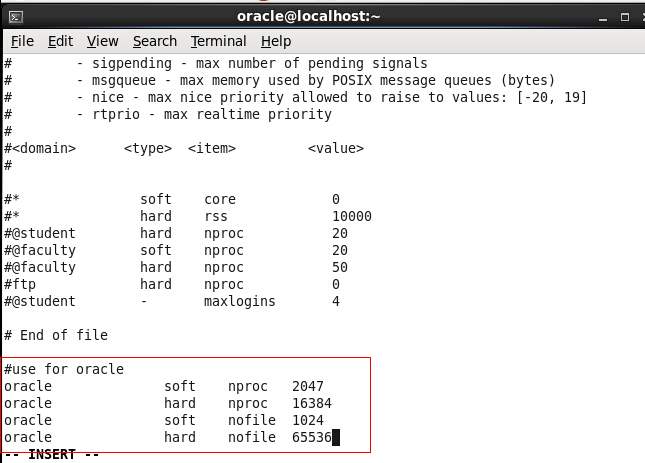 oracle@localhost:~
File Edit View Search Terminal Help
#        - sigpending - max number of pending signals
#        - msgqueue - max memory used by POSIX message queues (bytes)
#        - nice - max nice priority allowed to raise to values: [-20, 19]
#        - rtprio - max realtime priority
#
#<domain>      <type>  <item>         <value>
#
#*               soft    core            0
#*               hard    rss             10000
#@student        hard    nproc           20
#@faculty        soft    nproc           20
#@faculty        hard    nproc           50
#ftp             hard    nproc           0
#@student        -       maxlogins       4
# End of file
#use for oracle
oracle              soft    nproc   2047
oracle              hard    nproc   16384
oracle              soft    nofile  1024
oracle              hard    nofile  65536
-- INSERT --